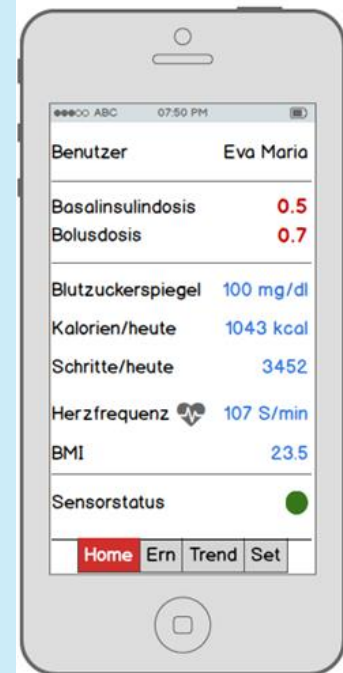 ABC 07:50 PM
Benutzer Eva Maria
Basalinsulindosis 0.5
Bolusdosis 0.7
Blutzuckerspiegel 100 mg/dl
Kalorien/heute 1043 kcal
Schritte/heute 3452
Herzfrequenz 107 S/min
BMI 23.5
Sensorstatus
Home Ern Trend Set